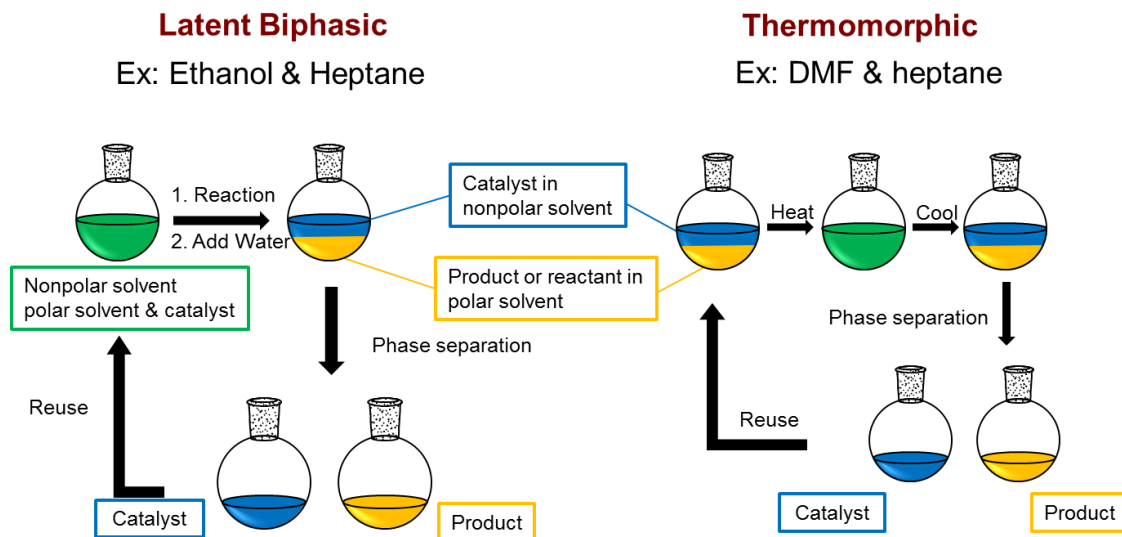 Latent Biphasic
Ex: Ethanol & Heptane
1. Reaction
2. Add Water
Nonpolar solvent
polar solvent & catalyst
Phase separation
Reuse
Catalyst
Product
Catalyst in
nonpolar solvent
Product or reactant in
polar solvent
Thermomorphic
Ex: DMF & heptane
Heat
Cool
Phase separation
Reuse
Catalyst
Product